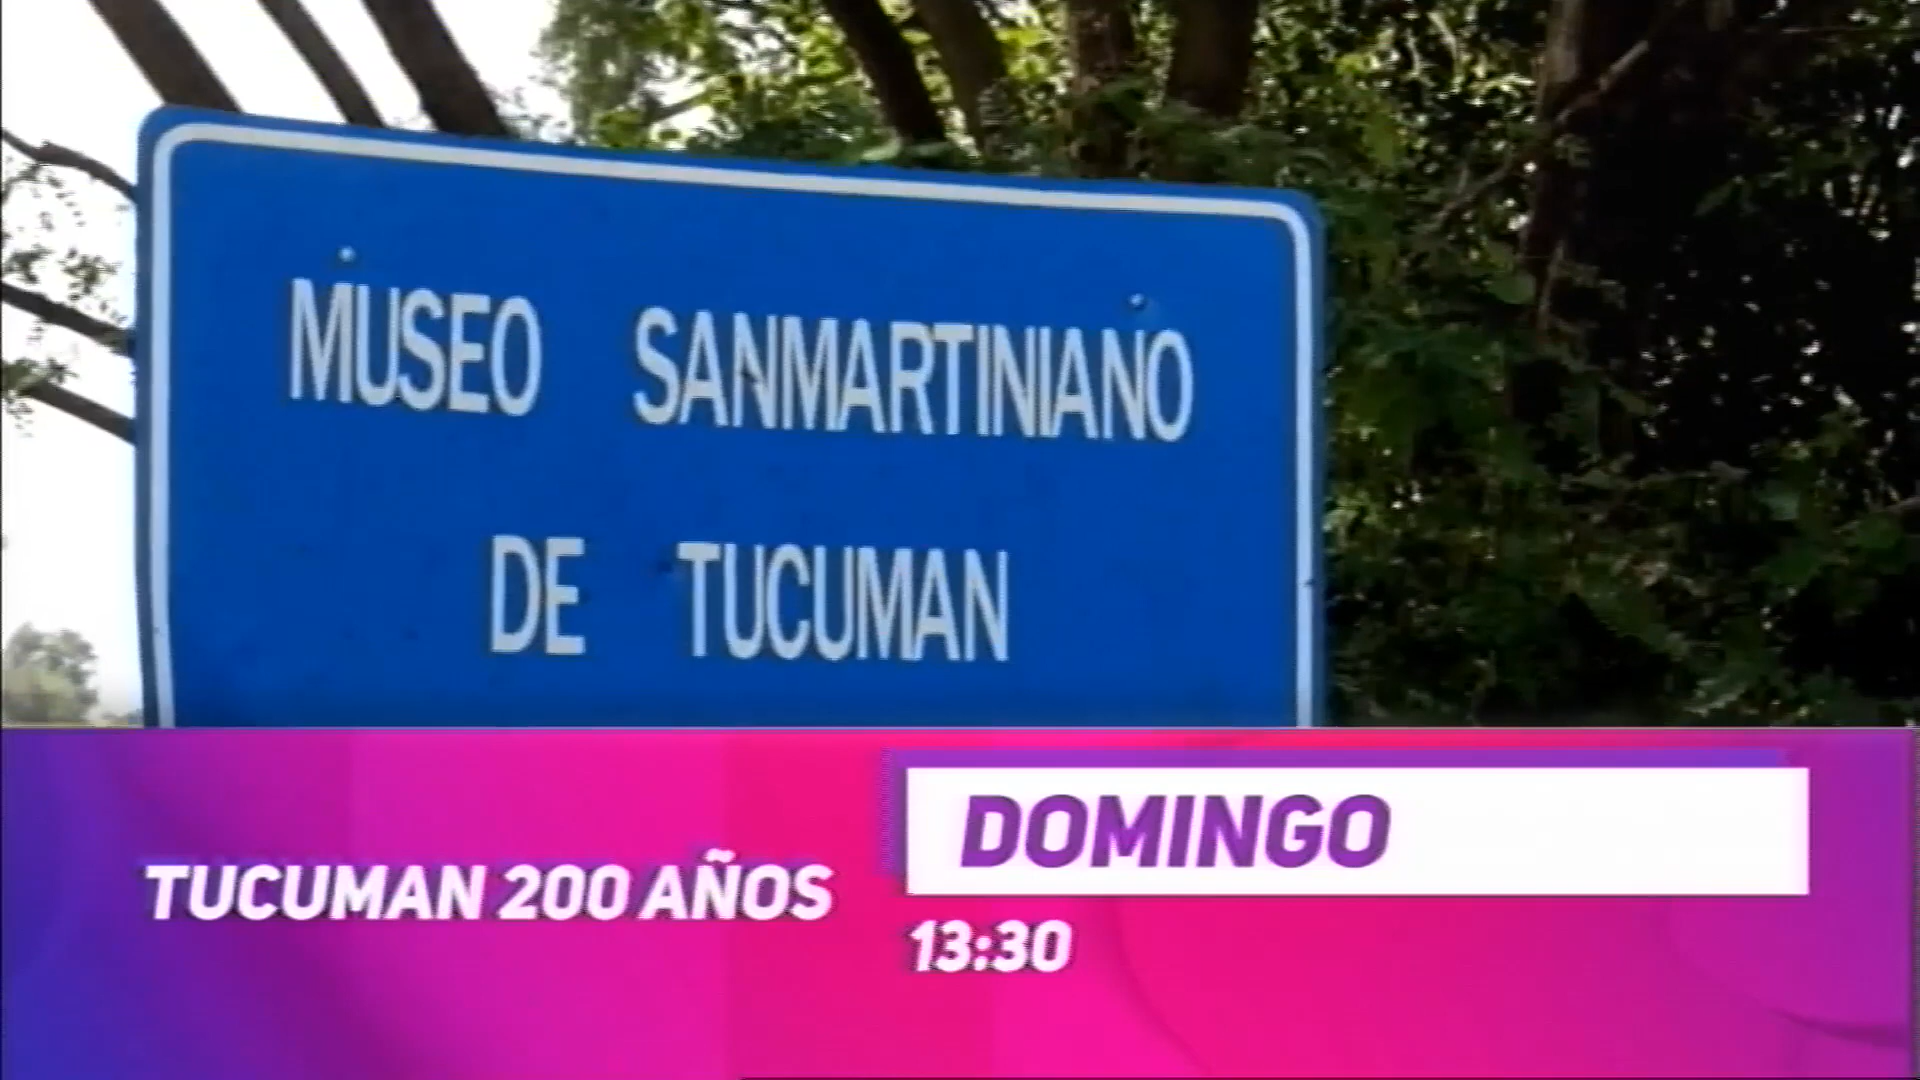 MUSEO SANMARTINIANO
DE TUCUMAN
TUCUMAN 200 AÑOS
DOMINGO
13:30